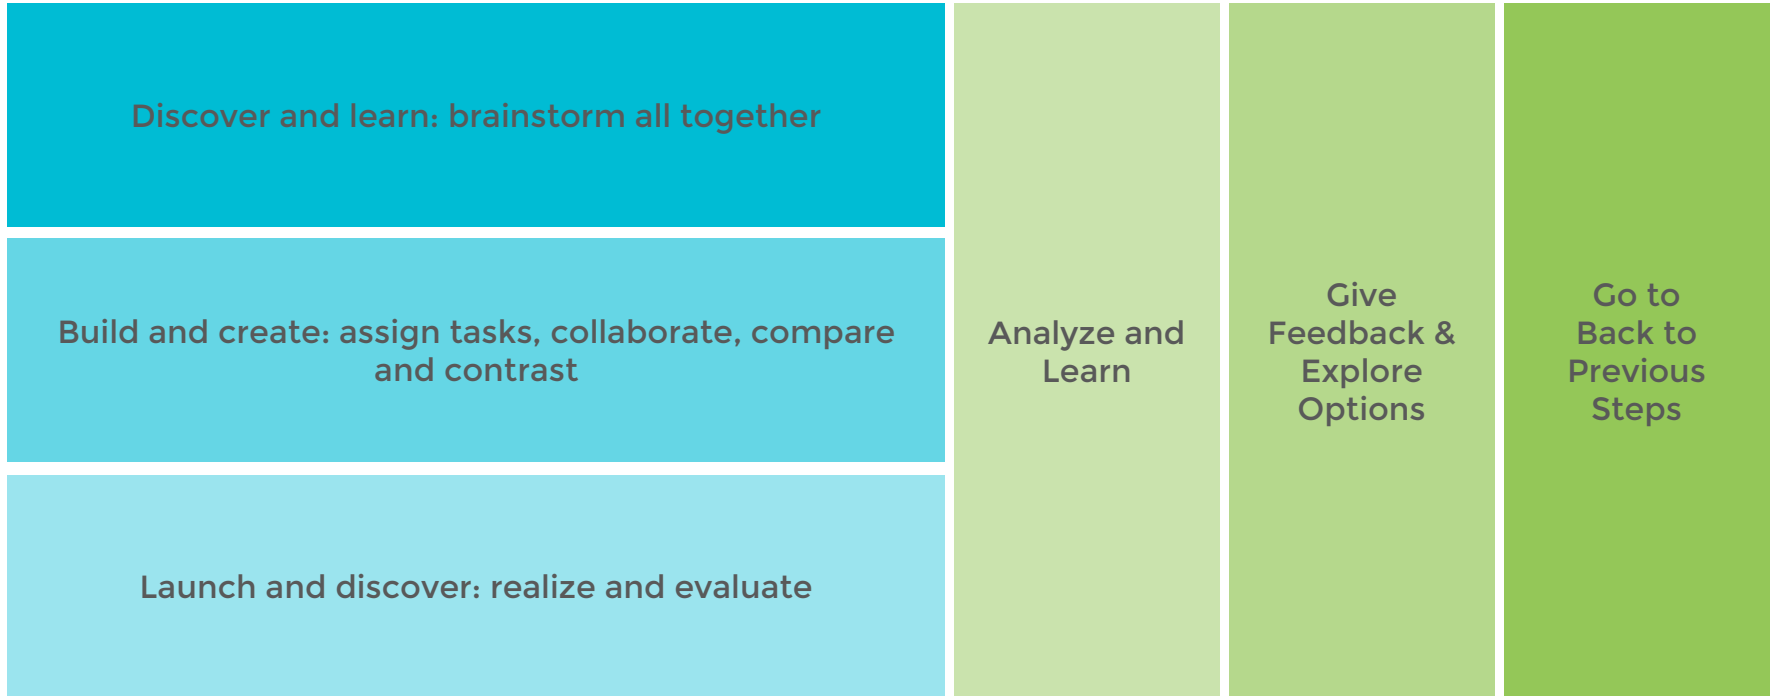 Discover and learn: brainstorm all together
Build and create: assign tasks, collaborate, compare
and contrast
Launch and discover: realize and evaluate
Analyze and
Learn
Give
Feedback &
Explore
Options
Go to
Back to
Previous
Steps